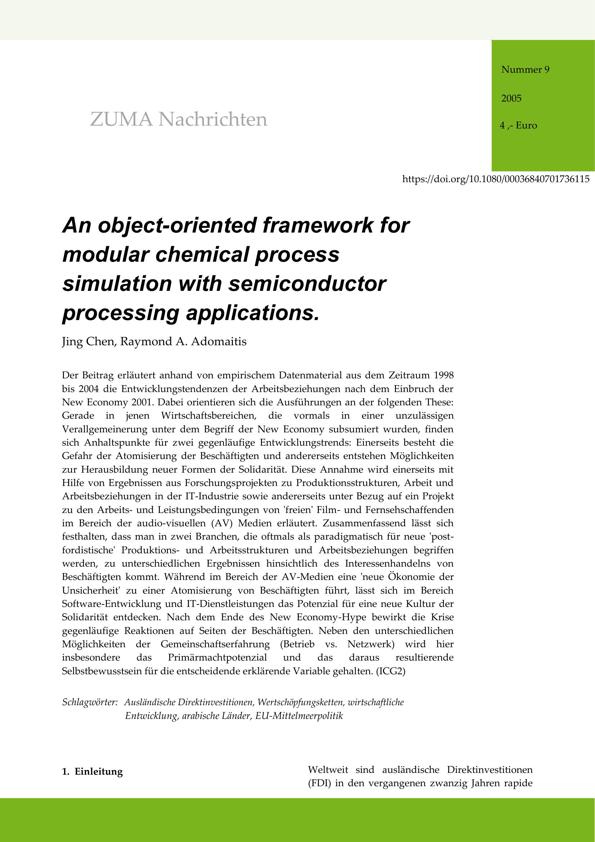 Nummer 9
2005
4 ,- Euro
ZUMA Nachrichten
https://doi.org/10.1080/00036840701736115
An object-oriented framework for
modular chemical process
simulation with semiconductor
processing applications.
Jing Chen, Raymond A. Adomaitis
Der Beitrag erläutert anhand von empirischem Datenmaterial aus dem Zeitraum 1998
bis 2004 die Entwicklungstendenzen der Arbeitsbeziehungen nach dem Einbruch der
New Economy 2001. Dabei orientieren sich die Ausführungen an der folgenden These:
Gerade in jenen Wirtschaftsbereichen, die vormals in einer unzulässigen
Verallgemeinerung unter dem Begriff der New Economy subsumiert wurden, finden
sich Anhaltspunkte für zwei gegenläufige Entwicklungstrends: Einerseits besteht die
Gefahr der Atomisierung der Beschäftigten und andererseits entstehen Möglichkeiten
zur Herausbildung neuer Formen der Solidarität. Diese Annahme wird einerseits mit
Hilfe von Ergebnissen aus Forschungsprojekten zu Produktionsstrukturen, Arbeit und
Arbeitsbeziehungen in der IT-Industrie sowie andererseits unter Bezug auf ein Projekt
zu den Arbeits- und Leistungsbedingungen von 'freien' Film- und Fernsehschaffenden
im Bereich der audio-visuellen (AV) Medien erläutert. Zusammenfassend lässt sich
festhalten, dass man in zwei Branchen, die oftmals als paradigmatisch für neue 'post-
fordistische' Produktions- und Arbeitsstrukturen und Arbeitsbeziehungen begriffen
werden, zu unterschiedlichen Ergebnissen hinsichtlich des Interessenhandelns von
Beschäftigten kommt. Während im Bereich der AV-Medien eine 'neue Ökonomie der
Unsicherheit' zu einer Atomisierung von Beschäftigten führt, lässt sich im Bereich
Software-Entwicklung und IT-Dienstleistungen das Potenzial für eine neue Kultur der
Solidarität entdecken. Nach dem Ende des New Economy-Hype bewirkt die Krise
gegenläufige Reaktionen auf Seiten der Beschäftigten. Neben den unterschiedlichen
Möglichkeiten der Gemeinschaftserfahrung (Betrieb vs. Netzwerk) wird hier
insbesondere das Primärmachtpotenzial und das daraus resultierende
Selbstbewusstsein für die entscheidende erklärende Variable gehalten. (ICG2)
Schlagwörter: Ausländische Direktinvestitionen, Wertschöpfungsketten, wirtschaftliche
Entwicklung, arabische Länder, EU-Mittelmeerpolitik
1. Einleitung
Weltweit sind ausländische Direktinvestitionen
(FDI) in den vergangenen zwanzig Jahren rapide